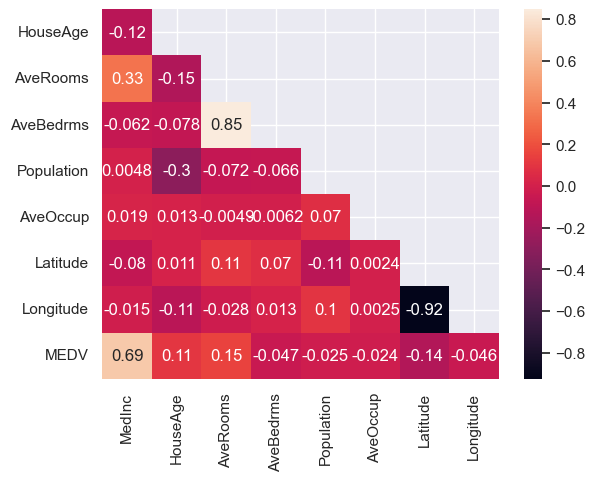 HouseAge -0.12
AveRooms 0.33 -0.15
AveBedrms -0.062 -0.078 0.85
Population 0.0048 -0.3 -0.072 -0.066
AveOccup 0.019 0.013 -0.0049 -0.0062 0.07
Latitude -0.08 0.011 0.11 0.07 -0.11 0.0024
Longitude -0.015 -0.11 -0.028 0.013 0.1 0.0025 -0.92
MEDV 0.69 0.11 0.15 -0.047 -0.025 -0.024 -0.14 -0.046
MedInc
HouseAge
AveRooms
AveBedrms
Population
AveOccup
Latitude
Longitude
0.8
0.6
0.4
0.2
0.0
-0.2
-0.4
-0.6
-0.8